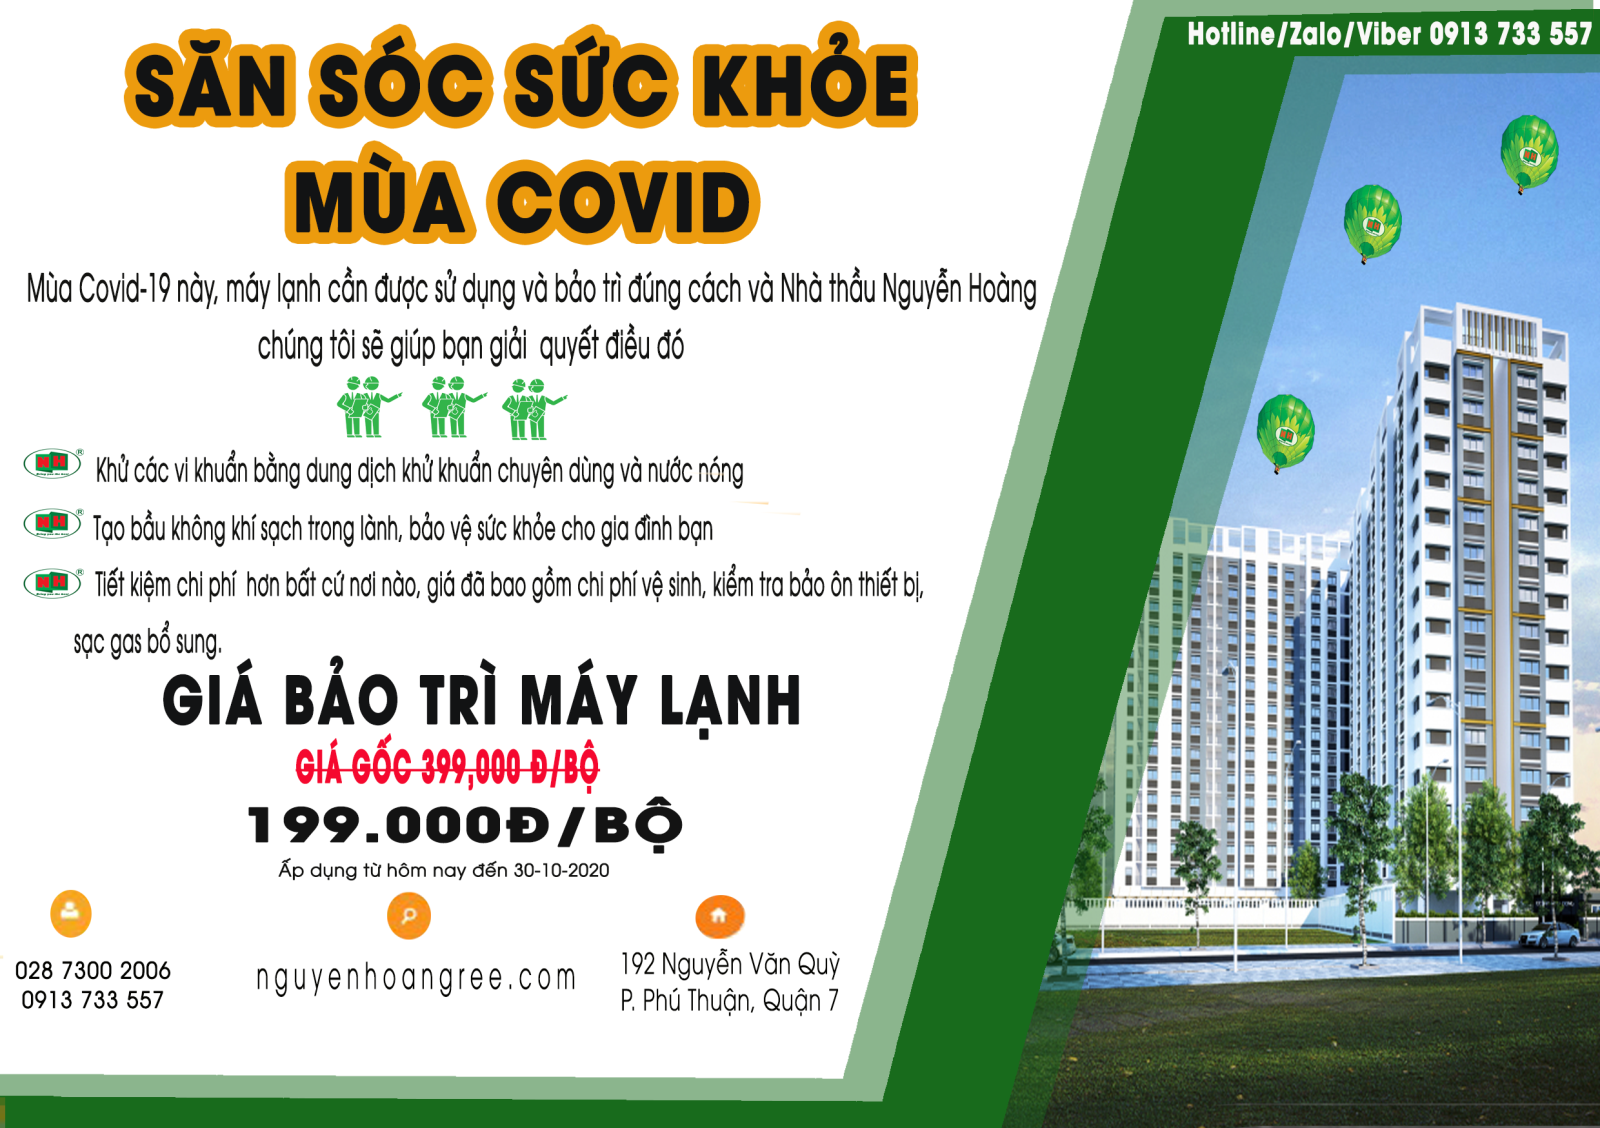 Hotline/Zalo/Viber 0913 733 557
SĂN SÓC SỨC KHỎE
MÙA COVID
Mùa Covid-19 này, máy lạnh cần được sử dụng và bảo trì đúng cách và Nhà thầu Nguyễn Hoàng
chúng tôi sẽ giúp bạn giải quyết điều đó
NH ® Khử các vi khuẩn bằng dung dịch khử khuẩn chuyên dùng và nước nóng
NH ® Tạo bầu không khí sạch trong lành, bảo vệ sức khỏe cho gia đình bạn
NH ® Tiết kiệm chi phí hơn bất cứ nơi nào, giá đã bao gồm chi phí vệ sinh, kiểm tra bảo ôn thiết bị,
sạc gas bổ sung.
GIÁ BẢO TRÌ MÁY LẠNH
GIÁ GỐC 399,000 Đ/BỘ
199.000Đ/BỘ
Ấp dụng từ hôm nay đến 30-10-2020
028 7300 2006
0913 733 557
nguyenhoangree.com
192 Nguyễn Văn Quỳ
P. Phú Thuận, Quận 7